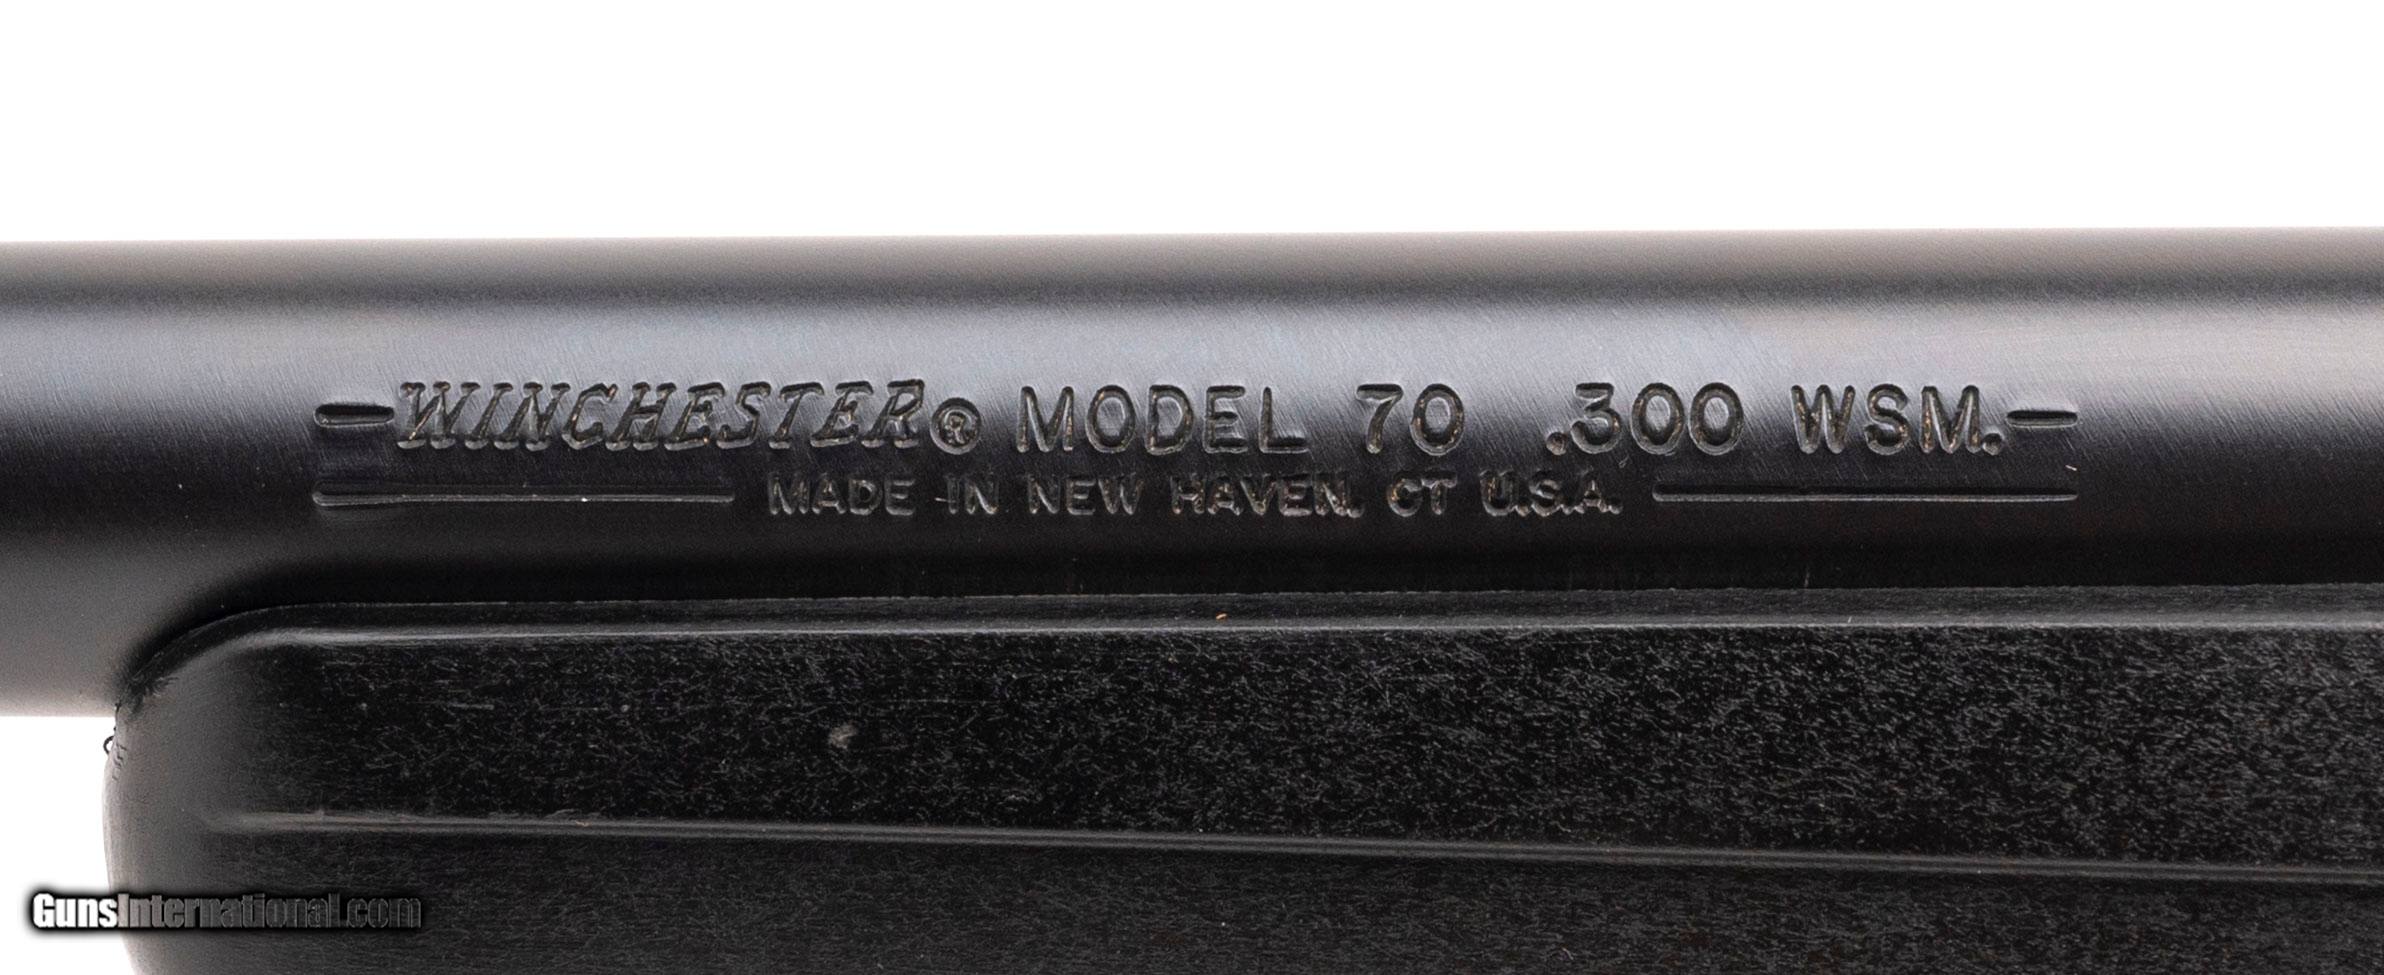 -WINCHESTER® MODEL 70 .300 WSM.-
MADE IN NEW HAVEN, CT U.S.A.
GunsInternational.com